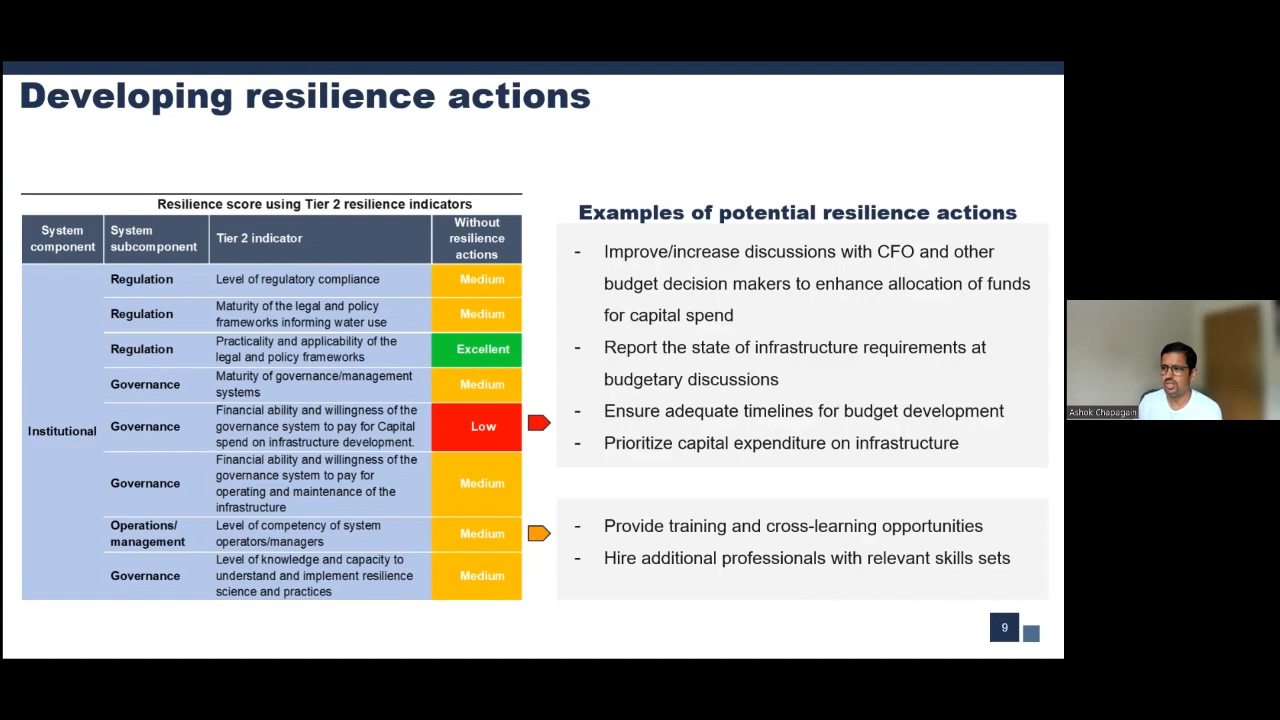 Developing resilience actions
Resilience score using Tier 2 resilience indicators
System
component
System
subcomponent
Tier 2 indicator
Without
resilience
actions
Institutional
Regulation
Level of regulatory compliance
Medium
Regulation
Maturity of the legal and policy
frameworks informing water use
Medium
Regulation
Practicality and applicability of the
legal and policy frameworks
Excellent
Governance
Maturity of governance/management
systems
Medium
Governance
Financial ability and willingness of the
governance system to pay for Capital
spend on infrastructure development.
Low
Governance
Financial ability and willingness of the
governance system to pay for
operating and maintenance of the
infrastructure
Medium
Operations/
management
Level of competency of system
operators/managers
Medium
Governance
Level of knowledge and capacity to
understand and implement resilience
science and practices
Medium
Examples of potential resilience actions
- Improve/increase discussions with CFO and other
budget decision makers to enhance allocation of funds
for capital spend
- Report the state of infrastructure requirements at
budgetary discussions
- Ensure adequate timelines for budget development
- Prioritize capital expenditure on infrastructure
- Provide training and cross-learning opportunities
- Hire additional professionals with relevant skills sets
9
Ashok Chapagain